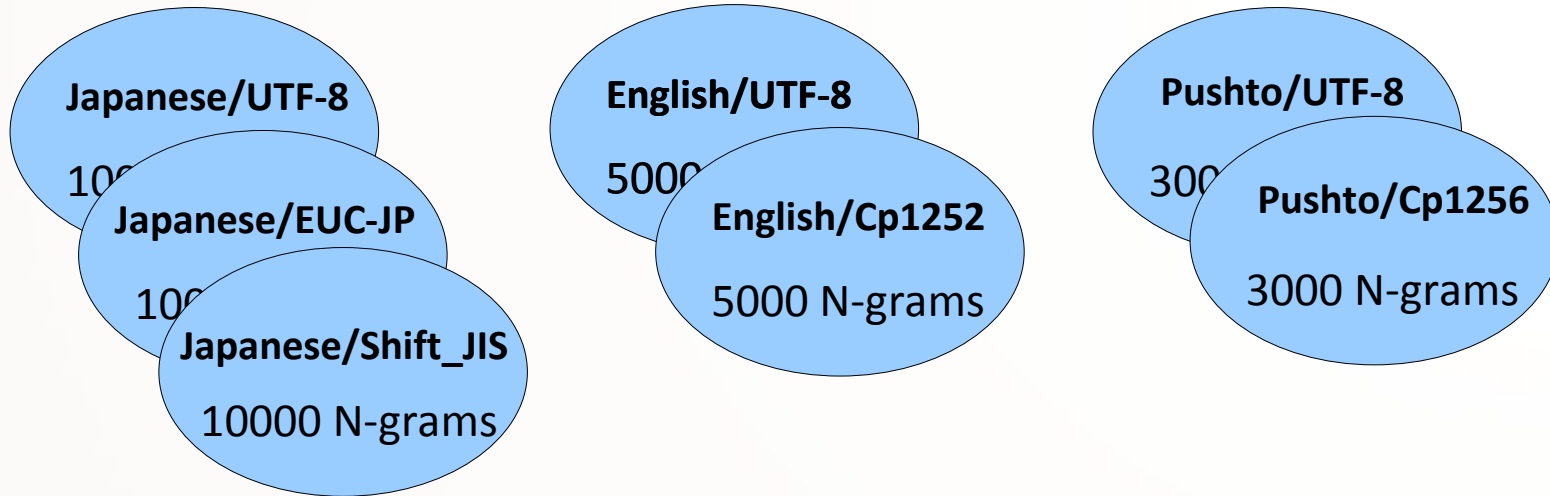 Japanese/UTF-8
Japanese/EUC-JP
Japanese/Shift_JIS
10000 N-grams
English/UTF-8
5000
English/Cp1252
5000 N-grams
Pushto/UTF-8
Pushto/Cp1256
3000 N-grams